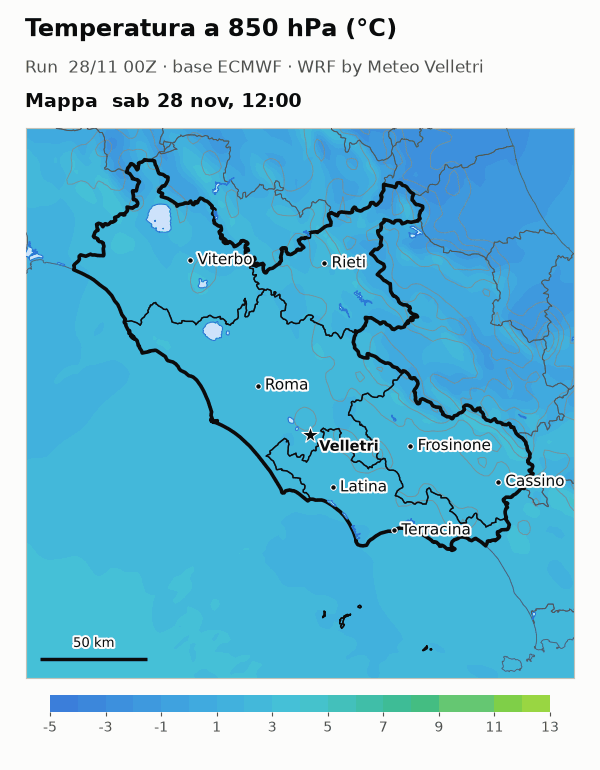 Temperatura a 850 hPa (°C)
Run  28/11 00Z · base ECMWF · WRF by Meteo Velletri
Mappa  sab 28 nov, 12:00
Viterbo
Rieti
Roma
Velletri
Frosinone
Latina
Cassino
Terracina
50 km
-5 -3 -1 1 3 5 7 9 11 13